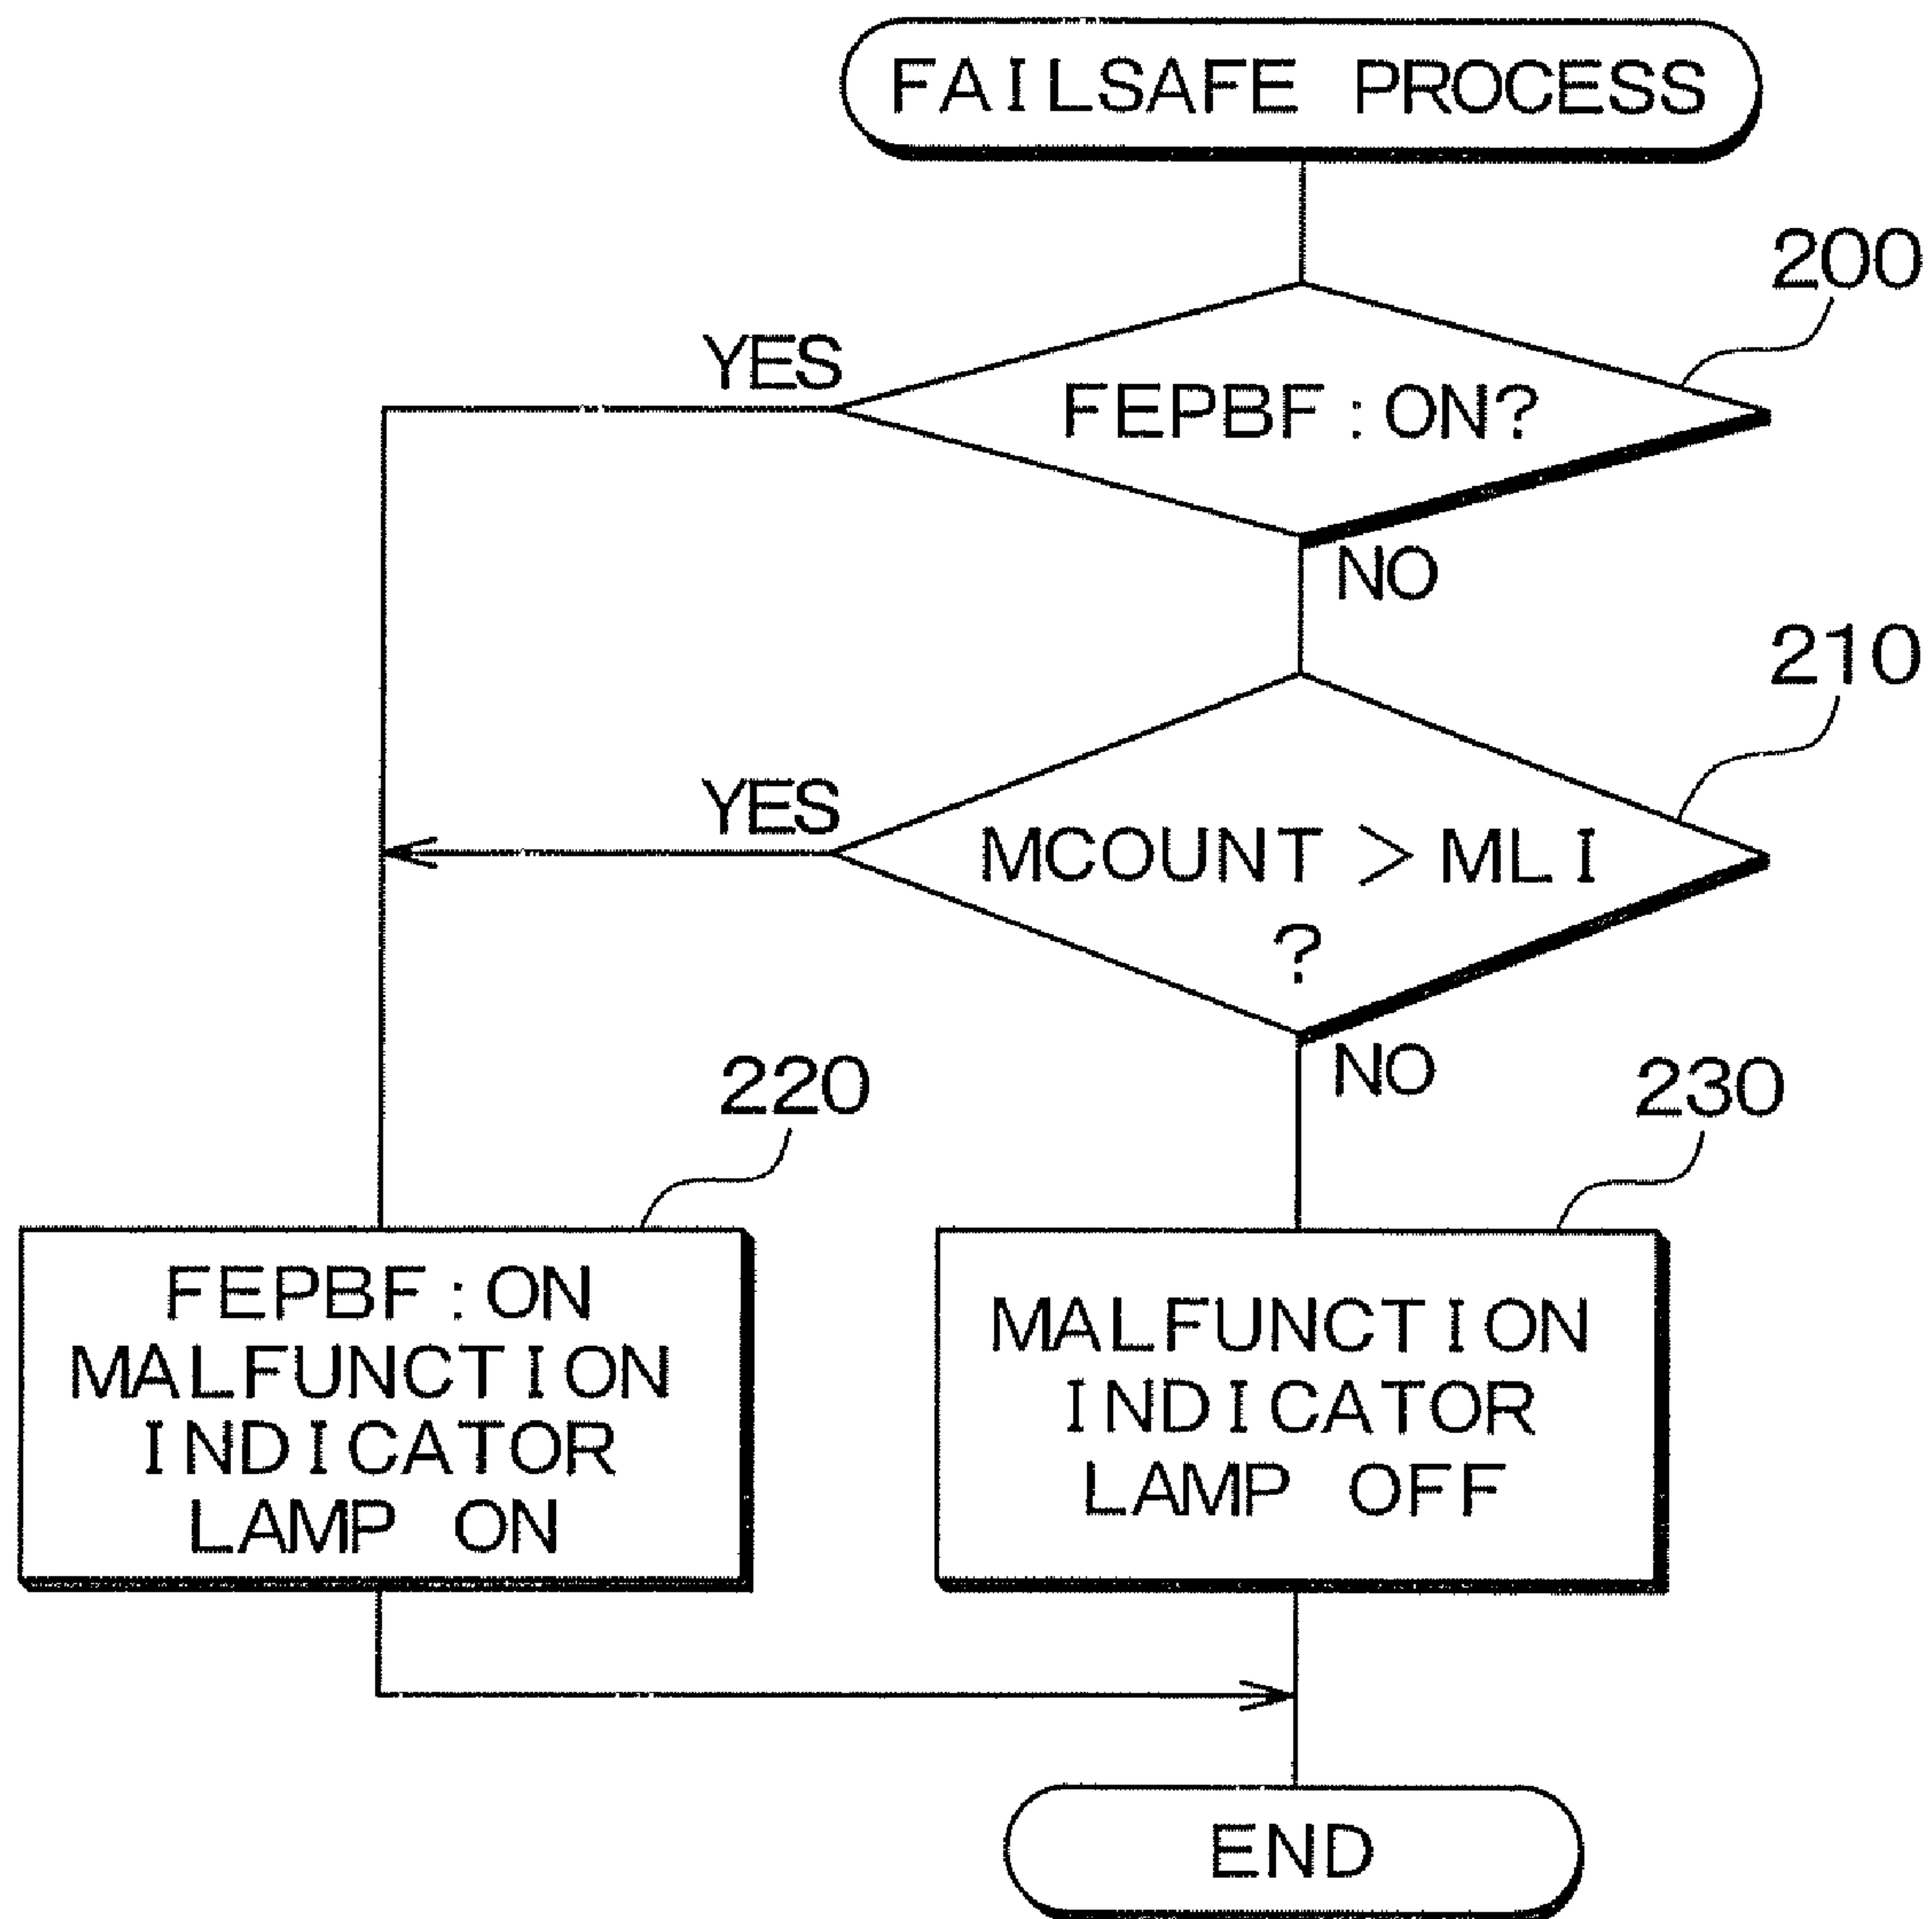 FAILSAFE PROCESS
200
YES
FEPBF:ON?
NO
210
YES
MCOUNT > MLI
?
NO
220
230
FEPBF:ON
MALFUNCTION
INDICATOR
LAMP ON
MALFUNCTION
INDICATOR
LAMP OFF
END